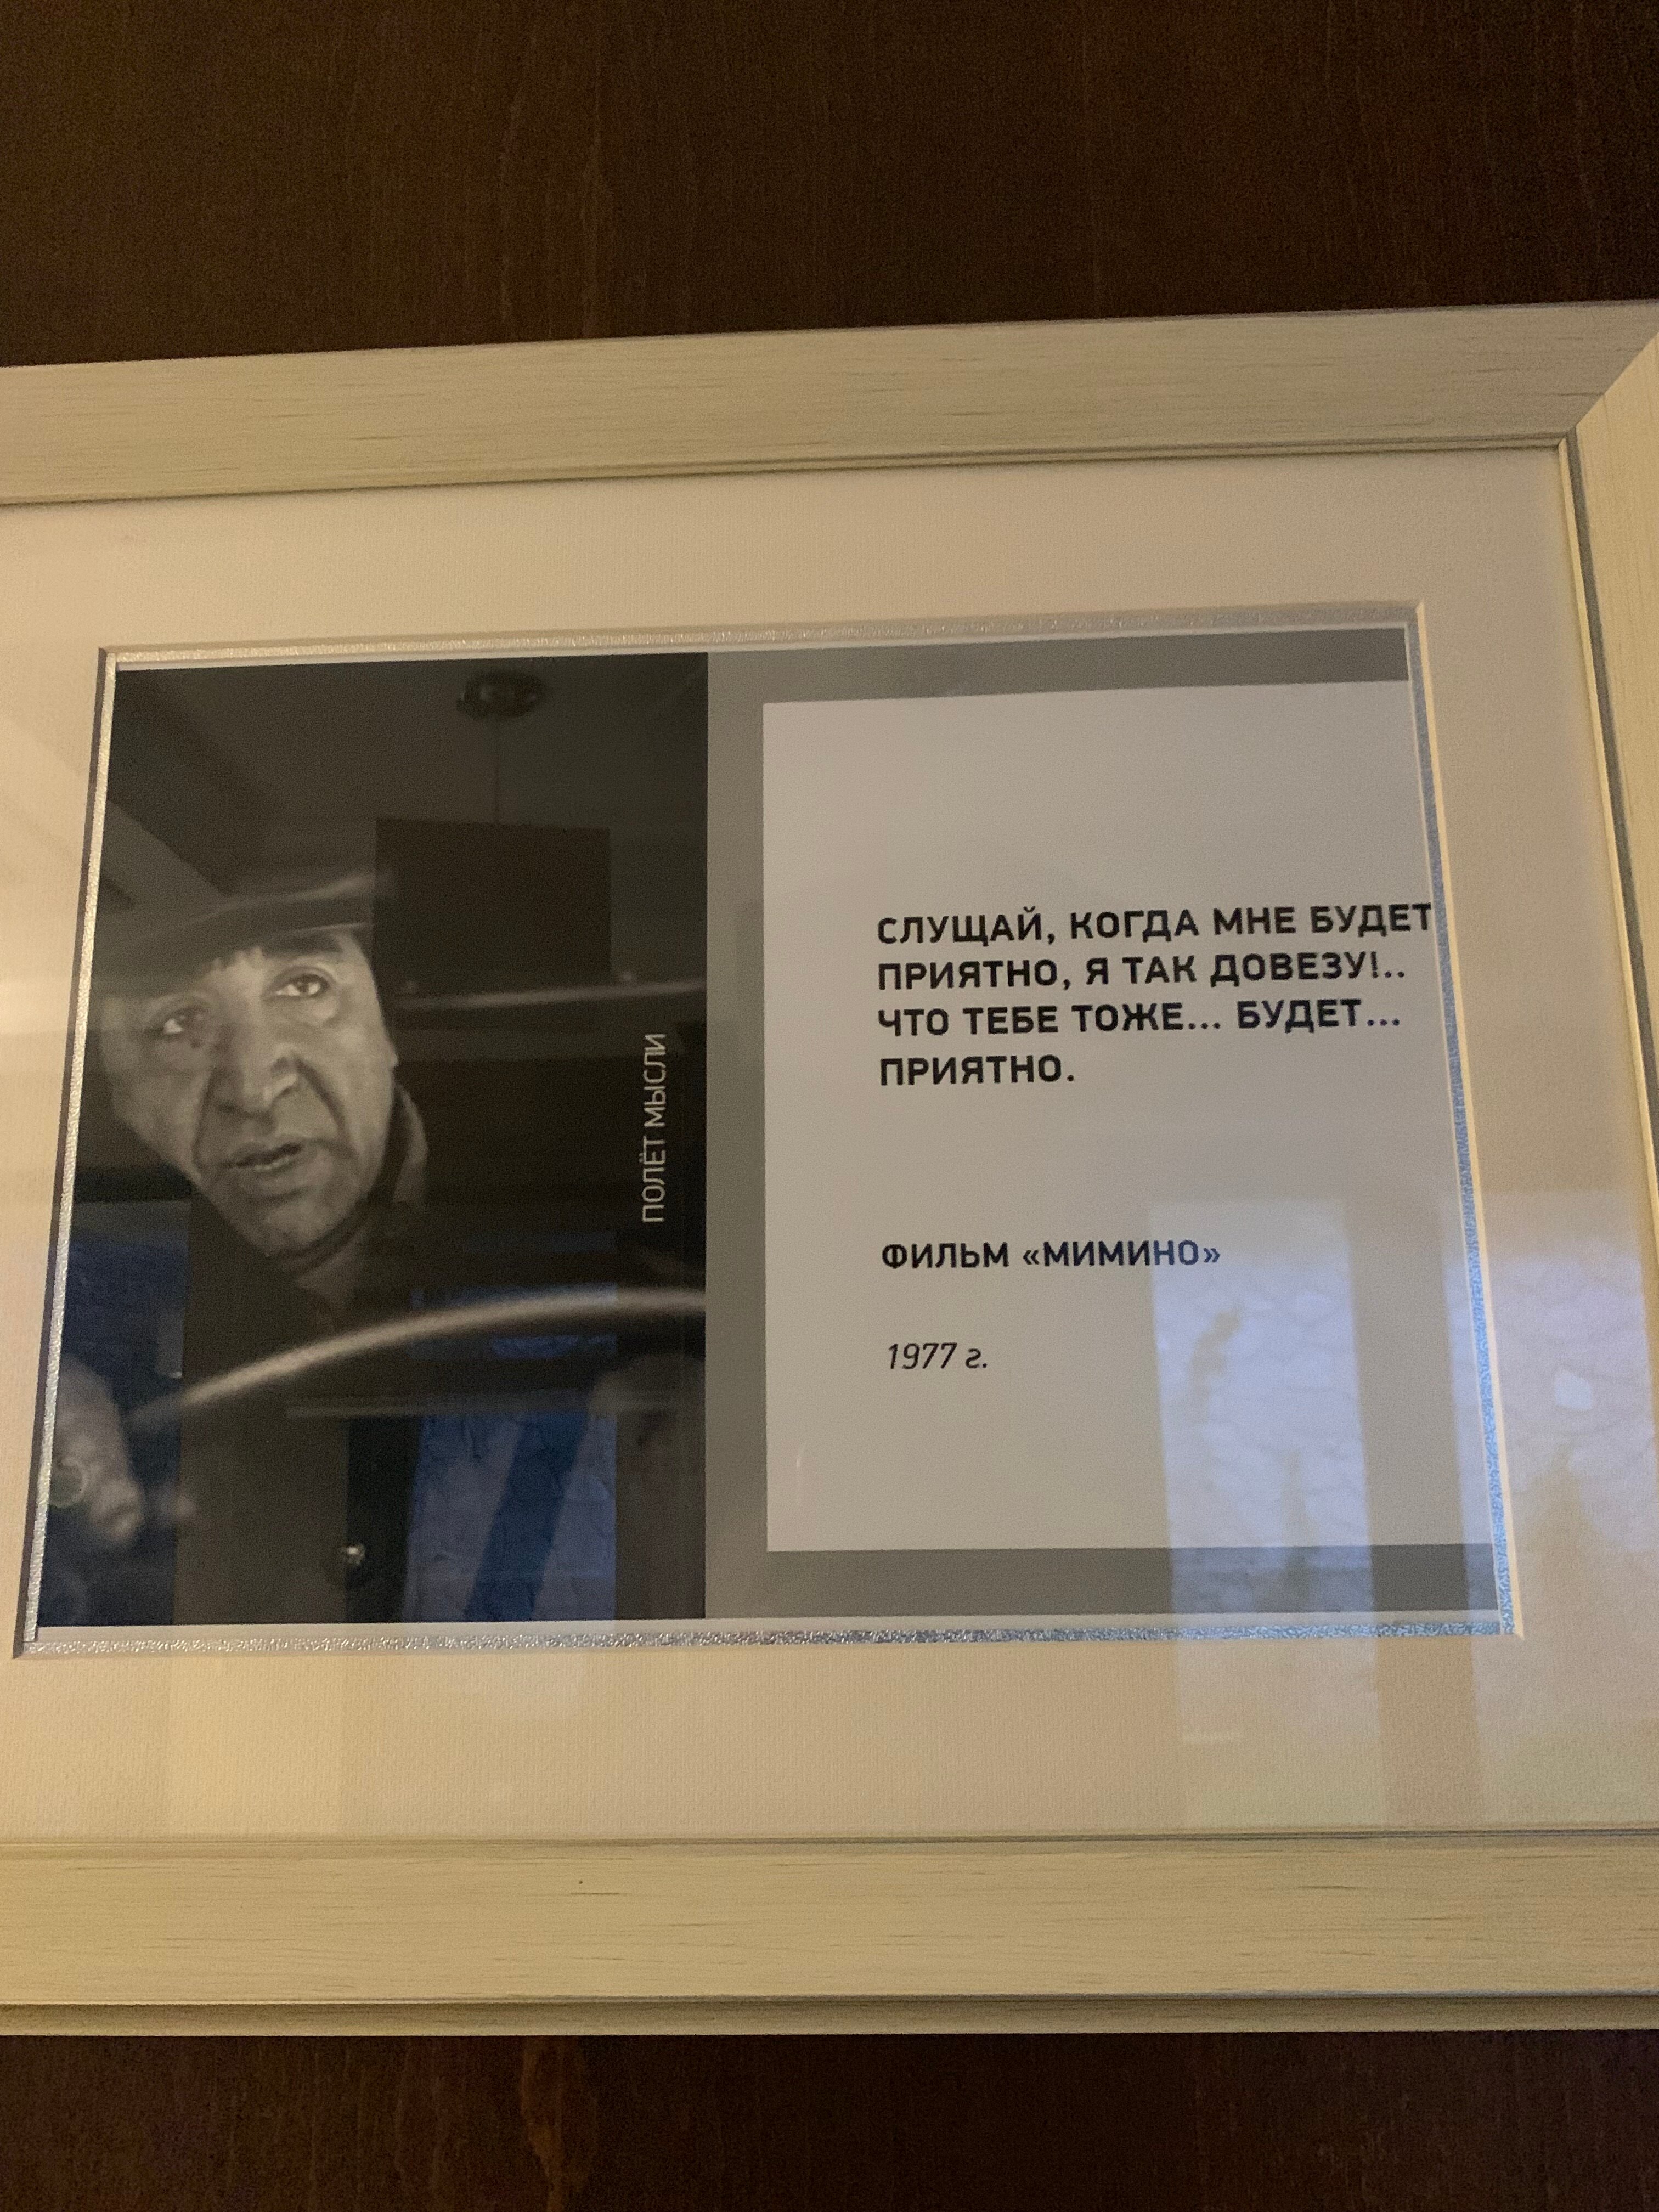 ПОЛЁТ МЫСЛИ
СЛУЩАЙ, КОГДА МНЕ БУДЕТ
ПРИЯТНО, Я ТАК ДОВЕЗУ!..
ЧТО ТЕБЕ ТОЖЕ... БУДЕТ...
ПРИЯТНО.
ФИЛЬМ «МИМИНО»
1977 г.